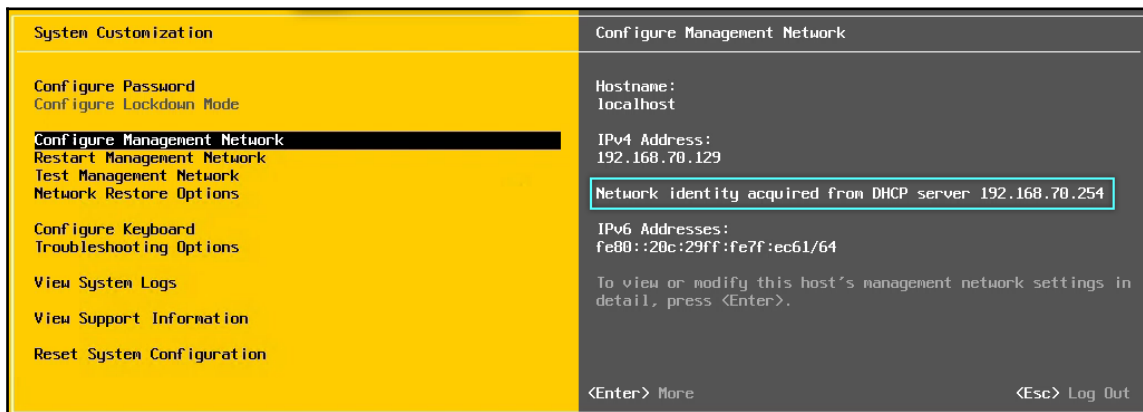 System Customization
Configure Password
Configure Lockdown Mode
Configure Management Network
Restart Management Network
Test Management Network
Network Restore Options
Configure Keyboard
Troubleshooting Options
View System Logs
View Support Information
Reset System Configuration
Configure Management Network
Hostname:
localhost
IPv4 Address:
192.168.70.129
Network identity acquired from DHCP server 192.168.70.254
IPv6 Addresses:
fe80::20c:29ff:fe7f:ec61/64
To view or modify this host's management network settings in
detail, press <Enter>.
<Enter> More
<Esc> Log Out